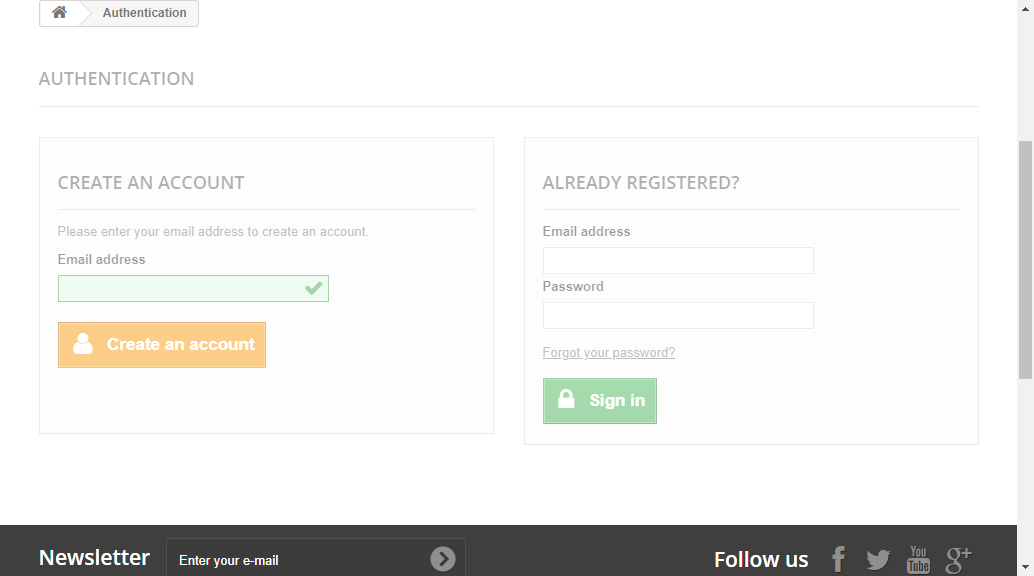 Authentication
AUTHENTICATION
CREATE AN ACCOUNT
Please enter your email address to create an account.
Email address
Create an account
ALREADY REGISTERED?
Email address
Password
Forgot your password?
Sign in
Newsletter
Enter your e-mail
Follow us
f
You
Tube
g+